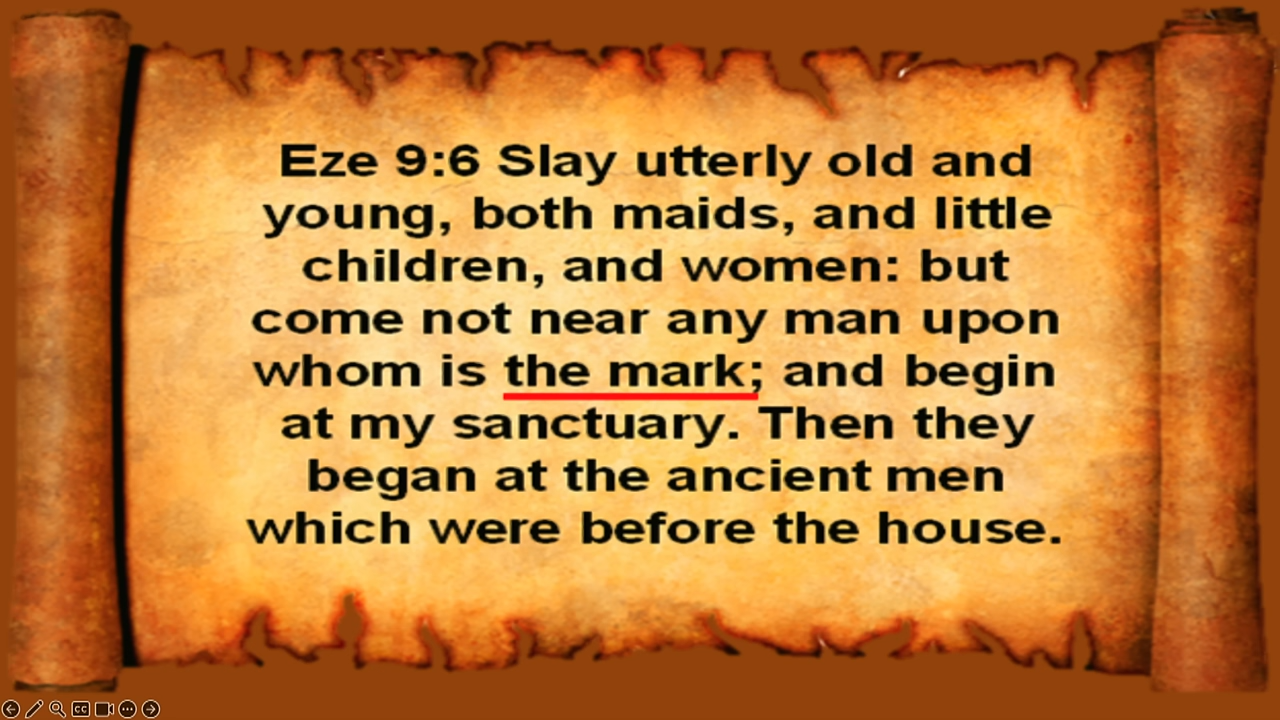 Eze 9:6 Slay utterly old and
young, both maids, and little
children, and women: but
come not near any man upon
whom is the mark; and begin
at my sanctuary. Then they
began at the ancient men
which were before the house.
CC